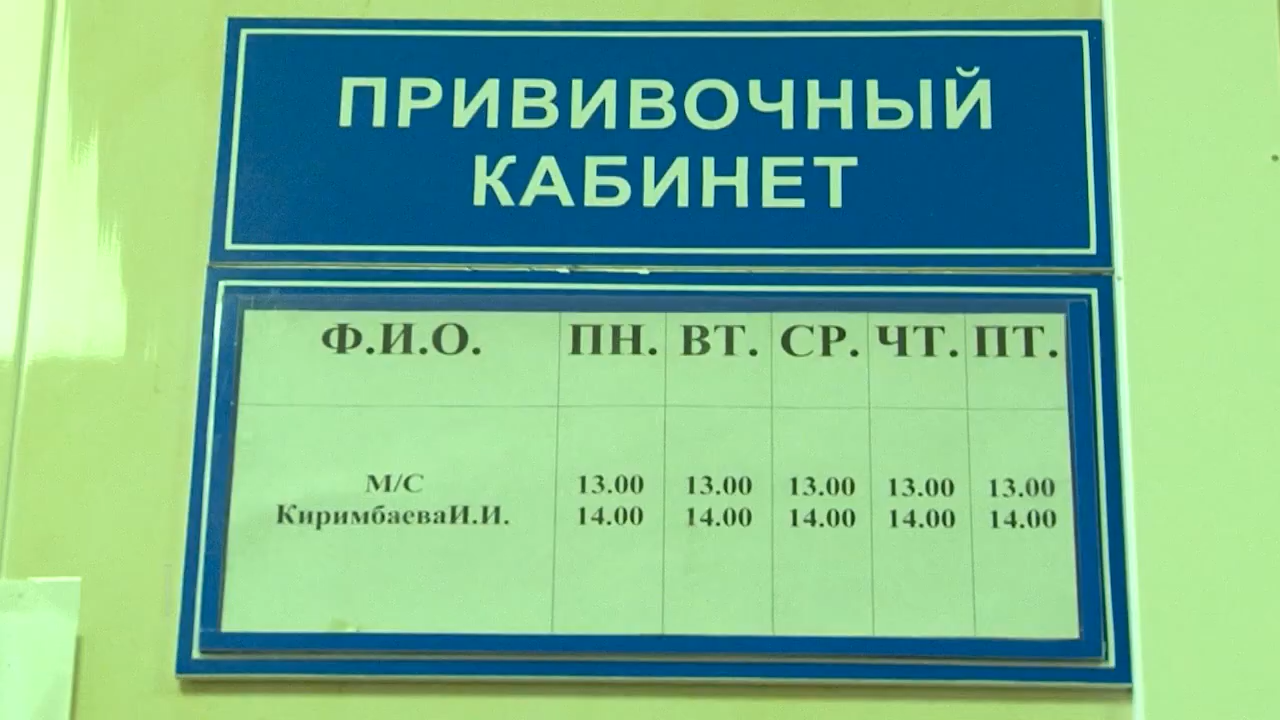 ПРИВИВОЧНЫЙ
КАБИНЕТ
Ф.И.О. ПН. ВТ. СР. ЧТ. ПТ.
М/С 13.00 13.00 13.00 13.00 13.00
КиримбаеваИ.И. 14.00 14.00 14.00 14.00 14.00